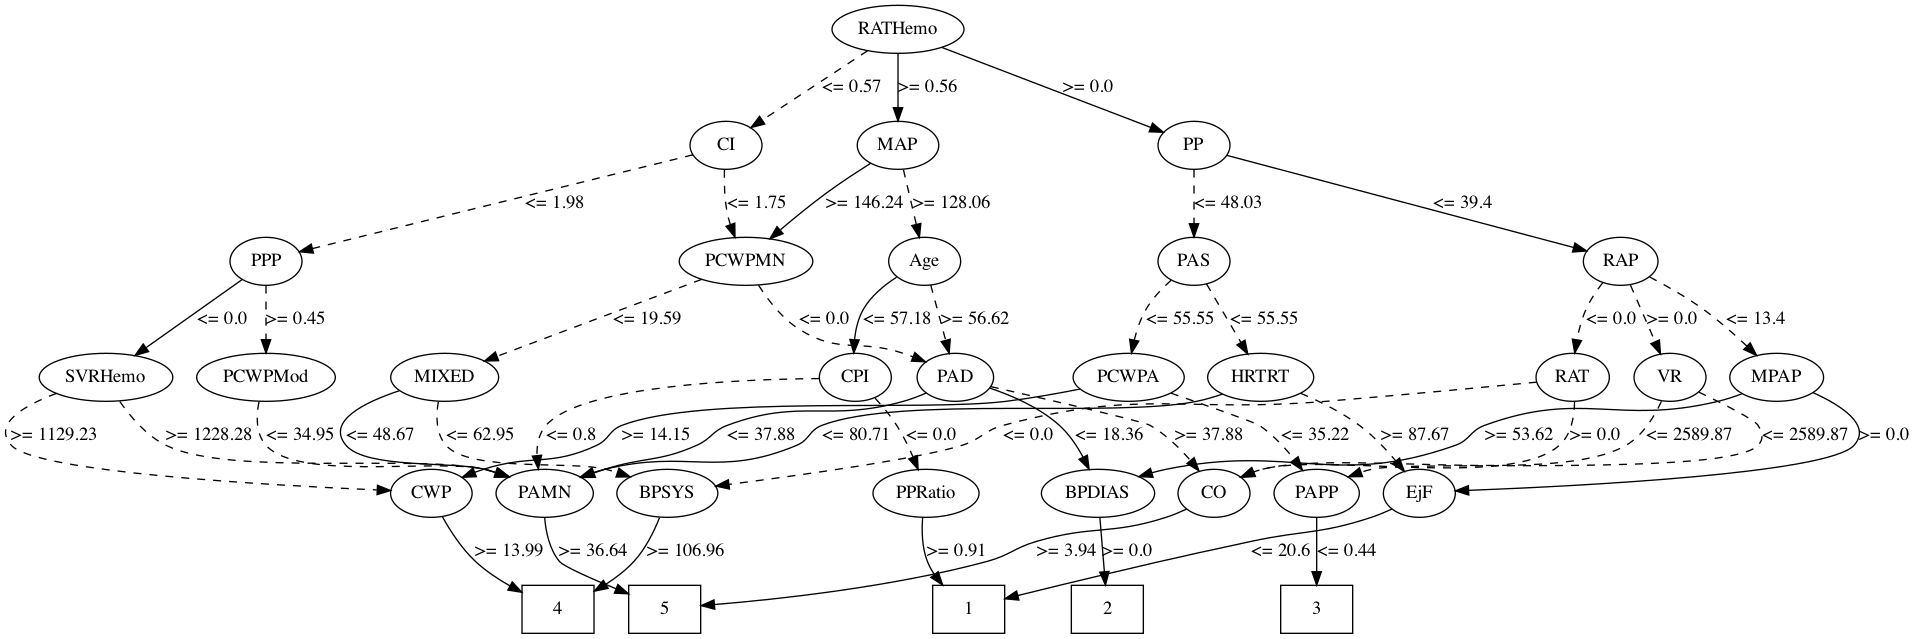 RATHemo
<= 0.57
>= 0.56
>= 0.0
CI
MAP
PP
<= 1.98
<= 1.75
>= 146.24
>= 128.06
<= 48.03
<= 39.4
PPP
PCWPMN
Age
PAS
RAP
<= 0.0
>= 0.45
<= 19.59
<= 0.0
<= 57.18
>= 56.62
<= 55.55
<= 55.55
<= 0.0
>= 0.0
<= 13.4
SVRHemo
PCWPMod
MIXED
CPI
PAD
PCWPA
HRTRT
RAT
VR
MPAP
>= 1129.23
>= 1228.28
<= 34.95
<= 48.67
<= 62.95
<= 0.8
>= 14.15
<= 37.88
<= 80.71
<= 0.0
<= 0.0
<= 18.36
>= 37.88
<= 35.22
>= 87.67
>= 53.62
>= 0.0
<= 2589.87
<= 2589.87
>= 0.0
CWP
PAMN
BPSYS
PPRatio
BPDIAS
CO
PAPP
EjF
>= 13.99
>= 36.64
>= 106.96
>= 0.91
>= 3.94
>= 0.0
<= 20.6
<= 0.44
4
5
1
2
3